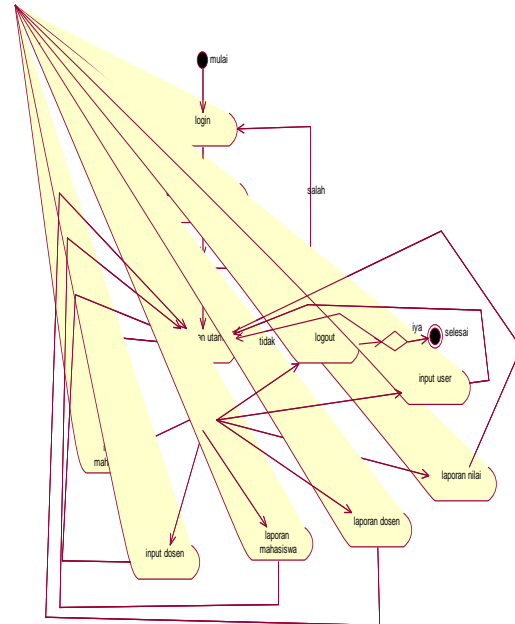 mulai
login
salah
iya
selesai
tidak
logout
input user
laporan nilai
laporan dosen
laporan
mahasiswa
input dosen